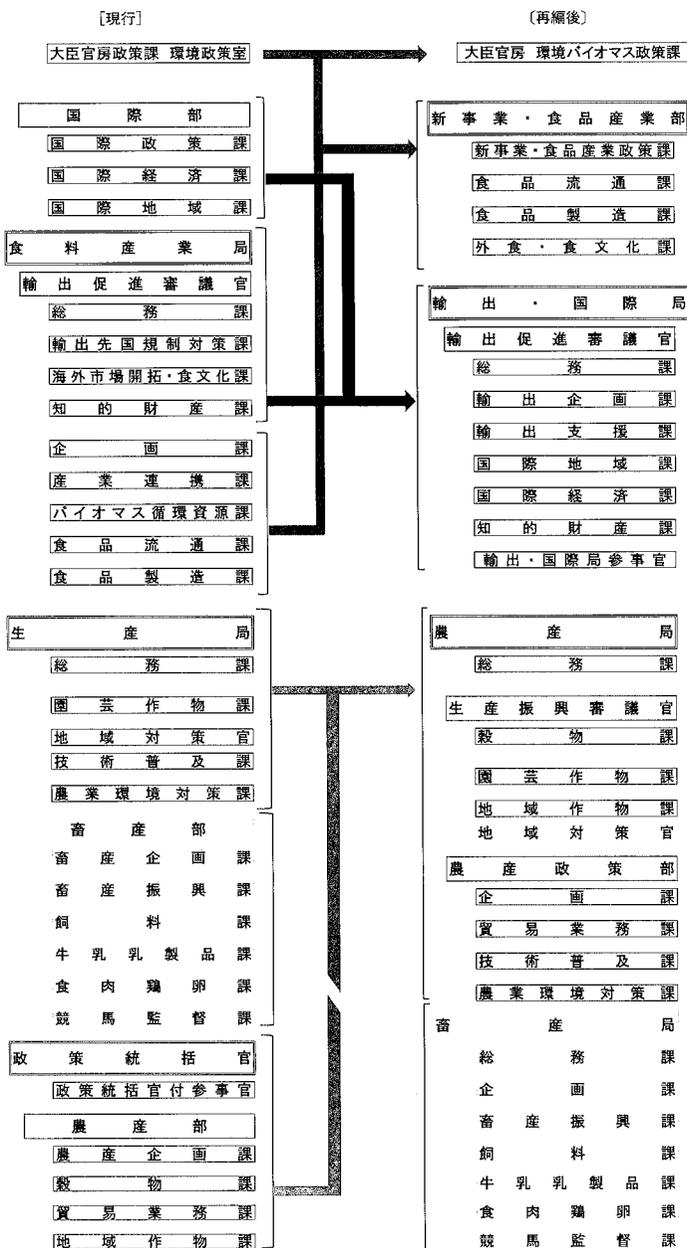 [現行]
大臣官房政策課 環境政策室
国際部
国際政策課
国際経済課
国際地域課
食料産業局
輸出促進審議官
総務課
輸出先国規制対策課
海外市場開拓・食文化課
知的財産課
企画課
産業連携課
バイオマス循環資源課
食品流通課
食品製造課
生産局
総務課
園芸作物課
地域対策官
技術普及課
農業環境対策課
畜産部
畜産企画課
畜産振興課
飼料課
牛乳乳製品課
食肉鶏卵課
競馬監督課
政策統括官
政策統括官付参事官
農産部
農産企画課
穀物課
貿易業務課
地域作物課
〔再編後〕
大臣官房 環境バイオマス政策課
新事業・食品産業部
新事業・食品産業政策課
食品流通課
食品製造課
外食・食文化課
輸出・国際局
輸出促進審議官
総務課
輸出企画課
輸出支援課
国際地域課
国際経済課
知的財産課
輸出・国際局参事官
農産局
総務課
生産振興審議官
穀物課
園芸作物課
地域作物課
地域対策官
農産政策部
企画課
貿易業務課
技術普及課
農業環境対策課
畜産局
総務課
企画課
畜産振興課
飼料課
牛乳乳製品課
食肉鶏卵課
競馬監督課